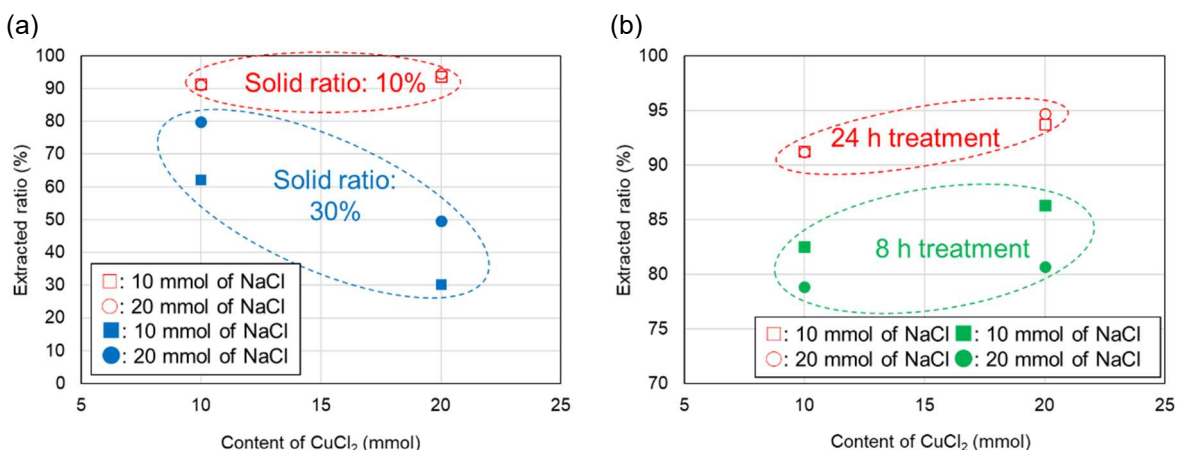 (a)
100
90
80
70
60
50
40
30
20
10
0
Extracted ratio (%)
Solid ratio: 10%
Solid ratio:
30%
□: 10 mmol of NaCl
○: 20 mmol of NaCl
■: 10 mmol of NaCl
●: 20 mmol of NaCl
5 10 15 20 25
Content of CuCl₂ (mmol)
(b)
100
95
90
85
80
75
70
Extracted ratio (%)
24 h treatment
8 h treatment
□: 10 mmol of NaCl ■: 10 mmol of NaCl
○: 20 mmol of NaCl ●: 20 mmol of NaCl
5 10 15 20 25
Content of CuCl₂ (mmol)